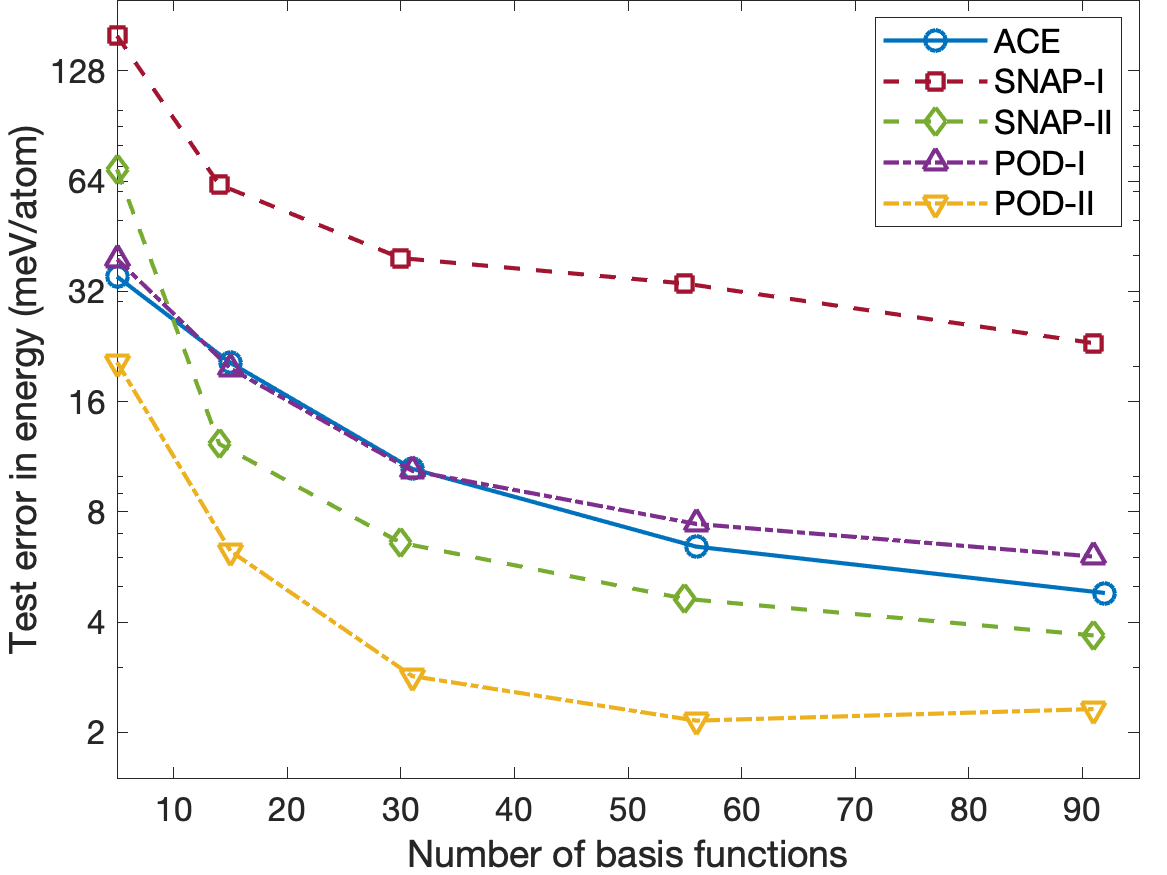 ACE
SNAP-I
SNAP-II
POD-I
POD-II
128
64
32
16
8
4
2
Test error in energy (meV/atom)
10 20 30 40 50 60 70 80 90
Number of basis functions